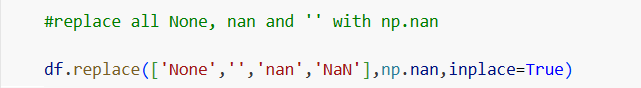 #replace all None, nan and '' with np.nan
df.replace(['None','','nan','NaN'],np.nan,inplace=True)